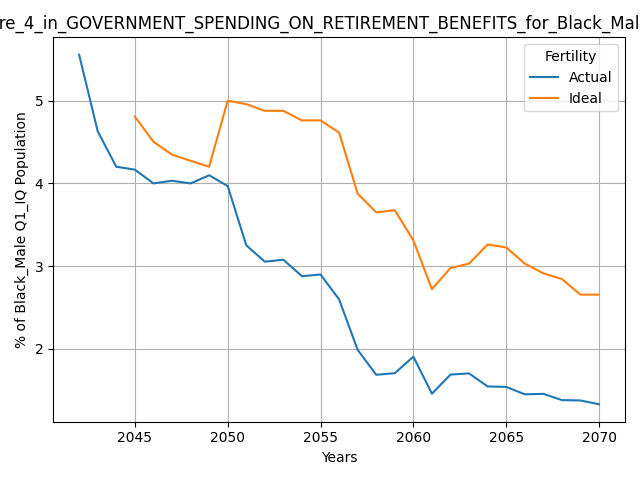 re_4_in_GOVERNMENT_SPENDING_ON_RETIREMENT_BENEFITS_for_Black_Mal
Fertility
Actual
Ideal
% of Black_Male Q1_IQ Population
5
4
3
2
2045 2050 2055 2060 2065 2070
Years